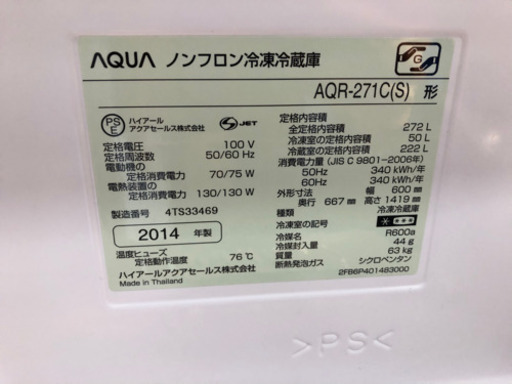 AQUA ノンフロン冷凍冷蔵庫
G
AQR-271C(S) 形
PS E
JET
ハイアール
アクアセールス株式会社
定格電圧 100 V
定格周波数 50/60 Hz
電動機の
定格消費電力 70/75 W
電熱装置の
定格消費電力 130/130 W
製造番号 4TS33469
2014 年製
温度ヒューズ
定格動作温度 76℃
ハイアールアクアセールス株式会社
Made in Thailand
定格内容積
全定格内容積 272 L
冷凍室の定格内容積 50 L
冷蔵室の定格内容積 222 L
消費電力量 (JIS C 9801-2006年)
50Hz 340 kWh/年
60Hz 340 kWh/年
外形寸法 幅 600 mm
奥行 667 mm 高さ 1419 mm
種類 冷凍冷蔵庫
冷凍室の記号
冷媒名 R600a
冷媒封入量 44 g
質量 63 kg
断熱発泡ガス シクロペンタン
2FB6P401483000
>PS<